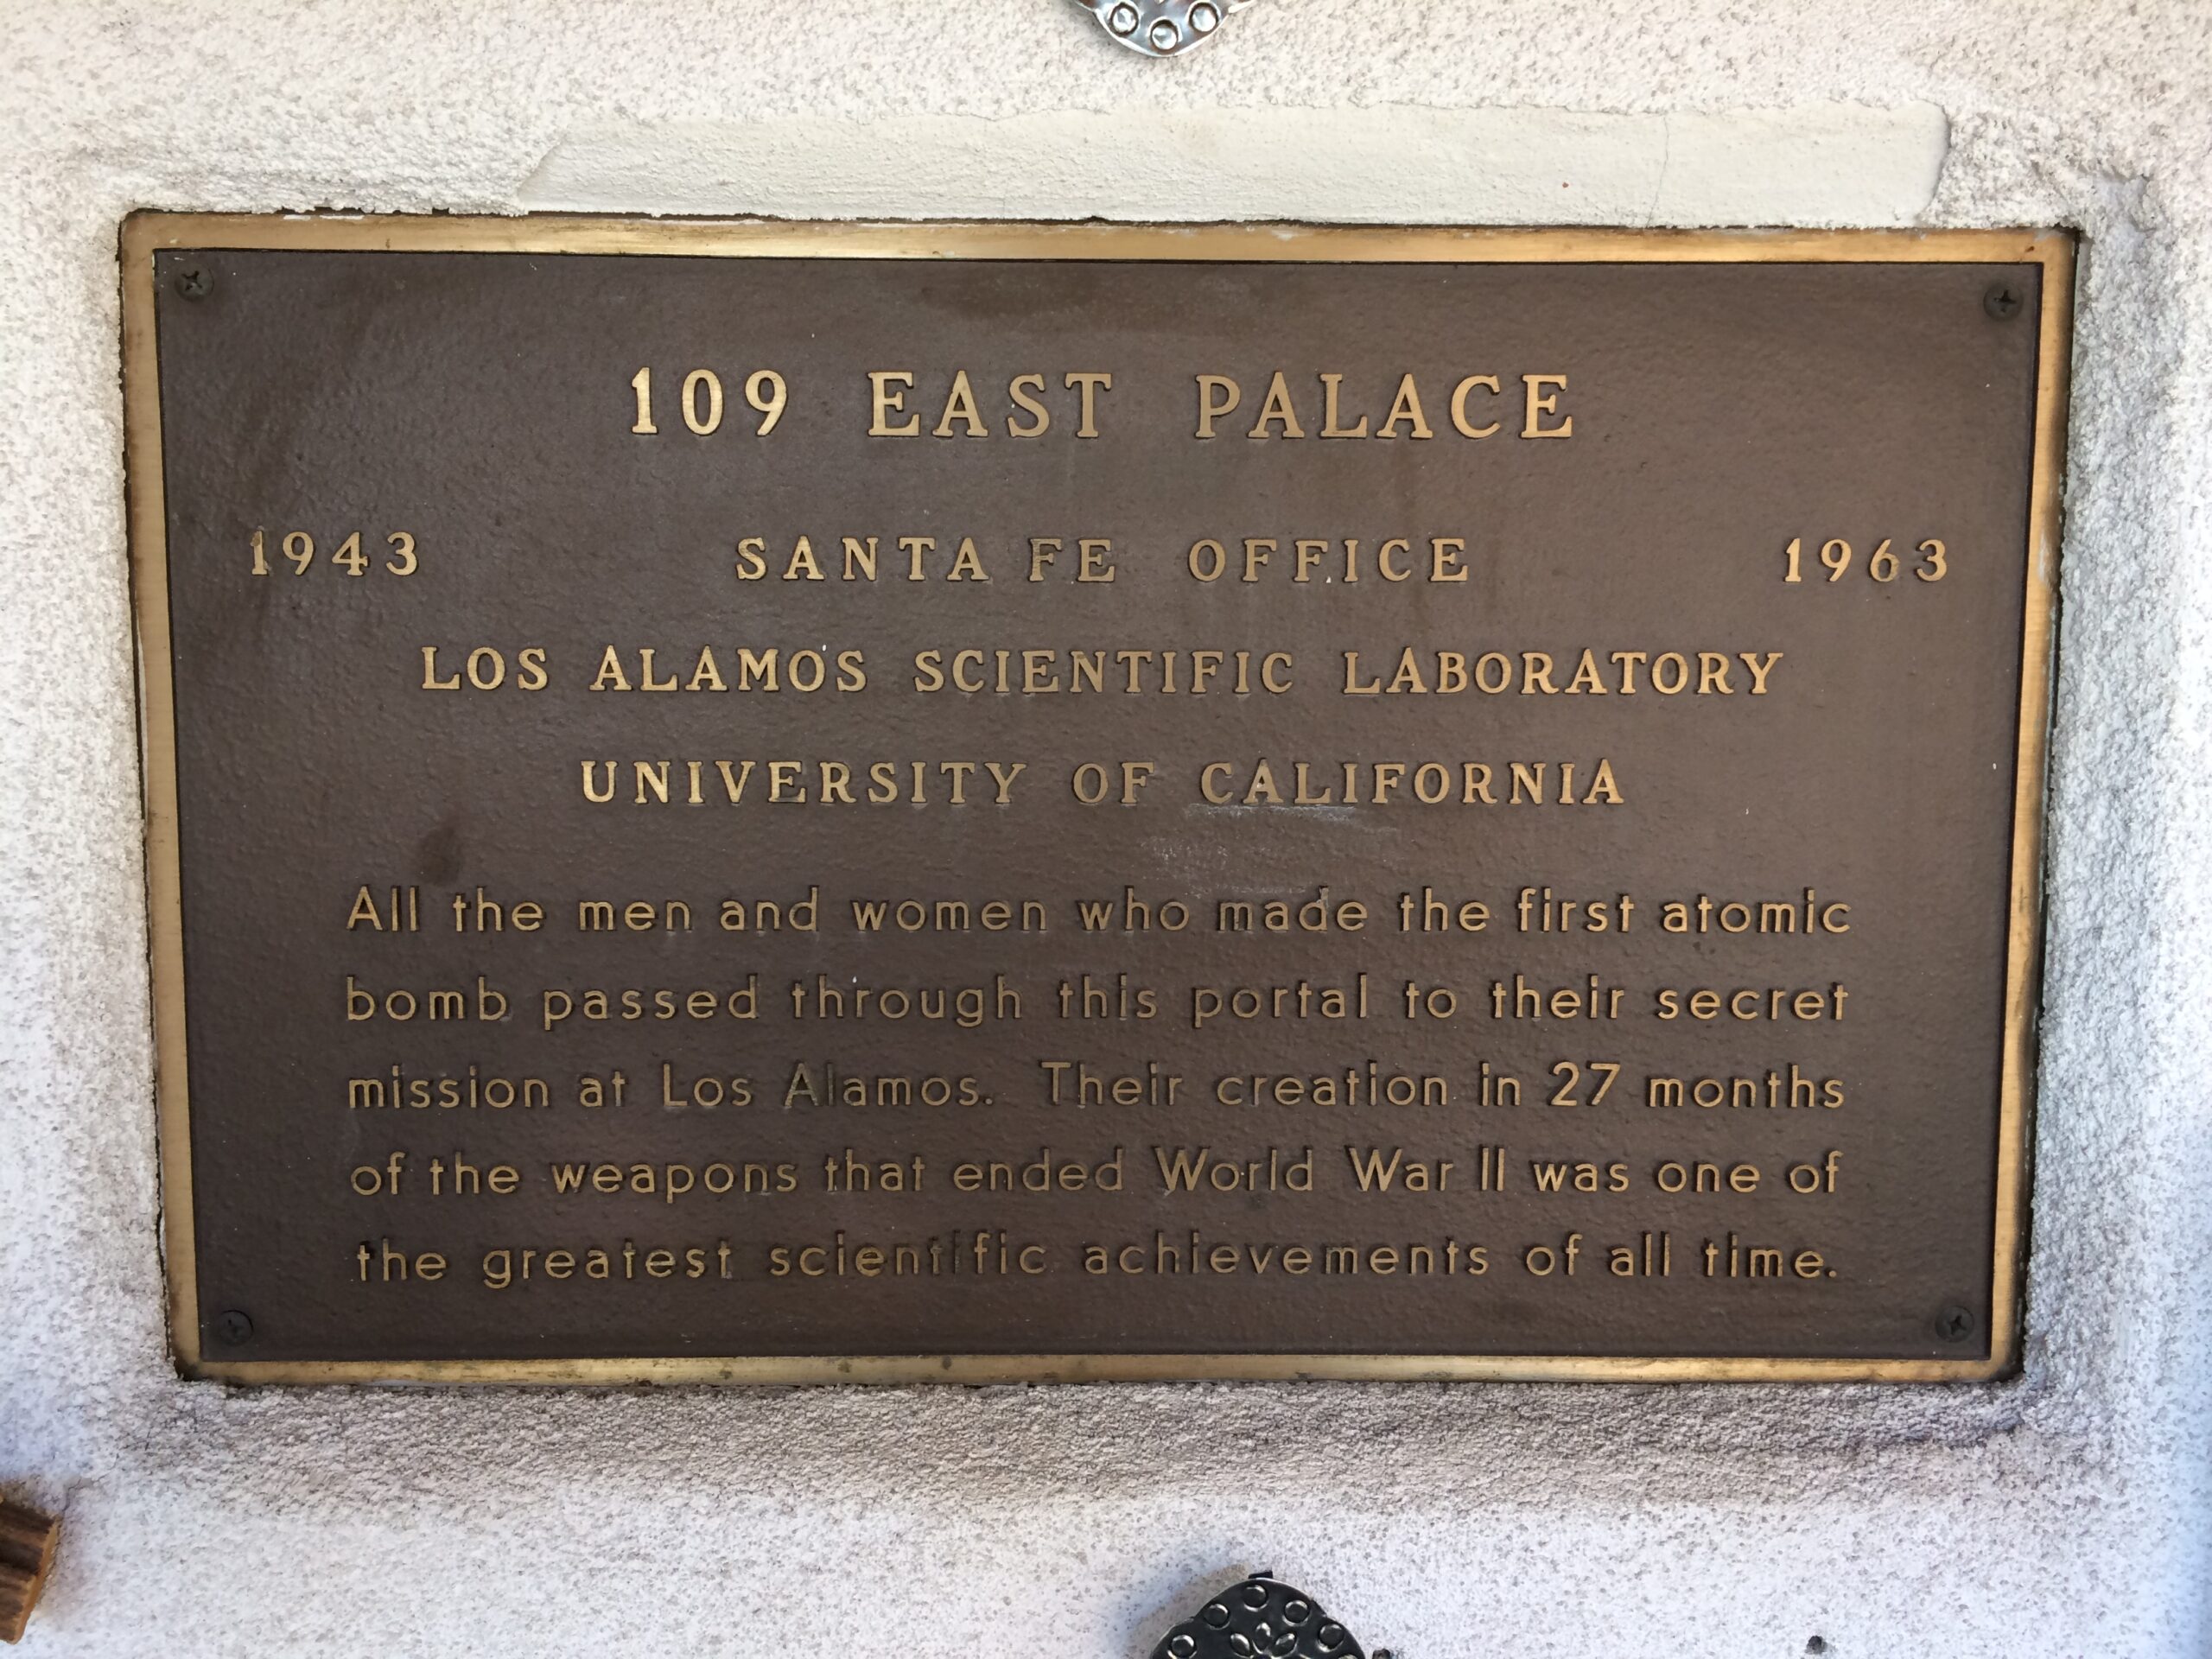 109 EAST PALACE
1943 SANTA FE OFFICE 1963
LOS ALAMOS SCIENTIFIC LABORATORY
UNIVERSITY OF CALIFORNIA
All the men and women who made the first atomic
bomb passed through this portal to their secret
mission at Los Alamos. Their creation in 27 months
of the weapons that ended World War II was one of
the greatest scientific achievements of all time.